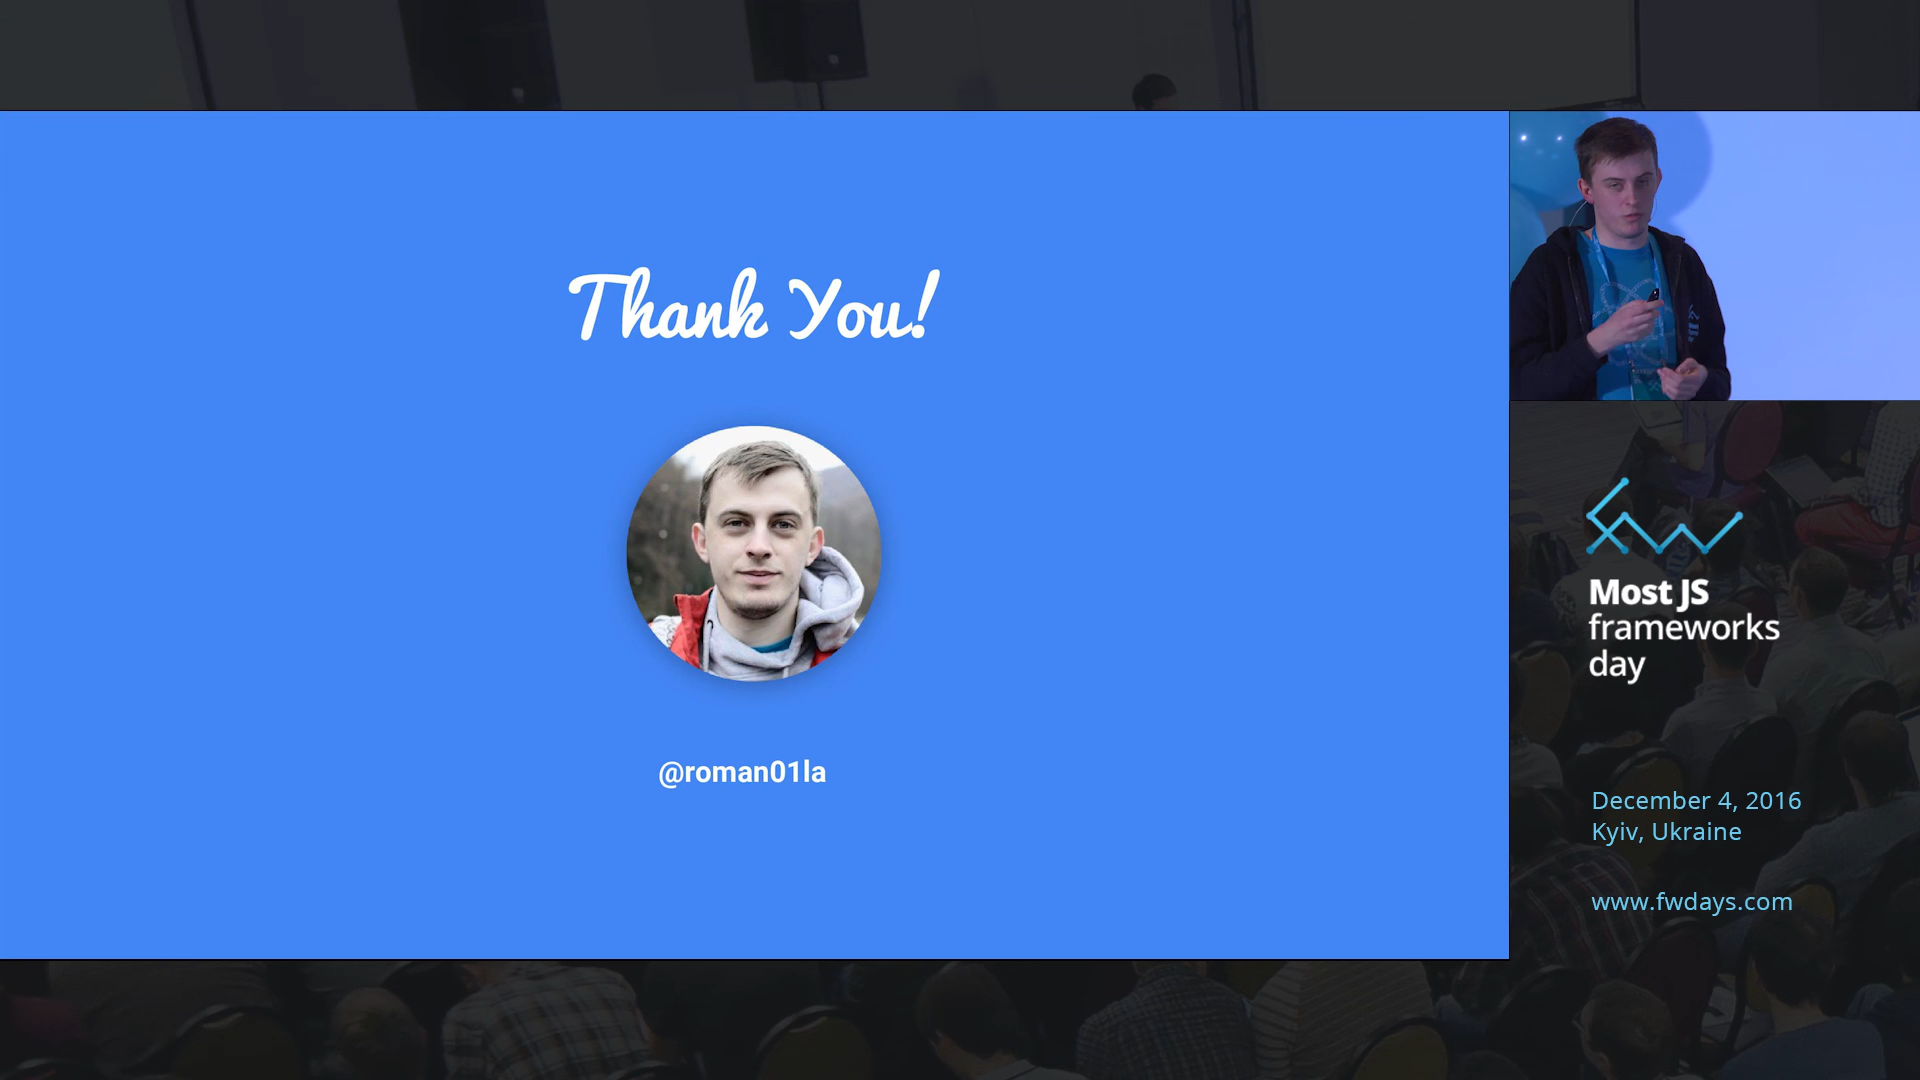 Thank You!
@roman01la
Most JS
frameworks
day
December 4, 2016
Kyiv, Ukraine
www.fwdays.com